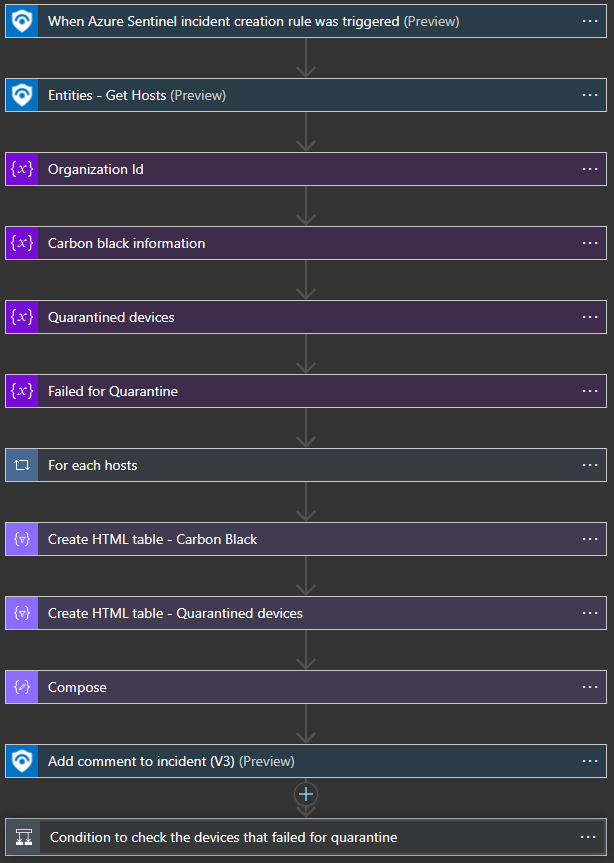 When Azure Sentinel incident creation rule was triggered (Preview)
Entities - Get Hosts (Preview)
{x} Organization Id
{x} Carbon black information
{x} Quarantined devices
{x} Failed for Quarantine
For each hosts
Create HTML table - Carbon Black
Create HTML table - Quarantined devices
Compose
Add comment to incident (V3) (Preview)
Condition to check the devices that failed for quarantine